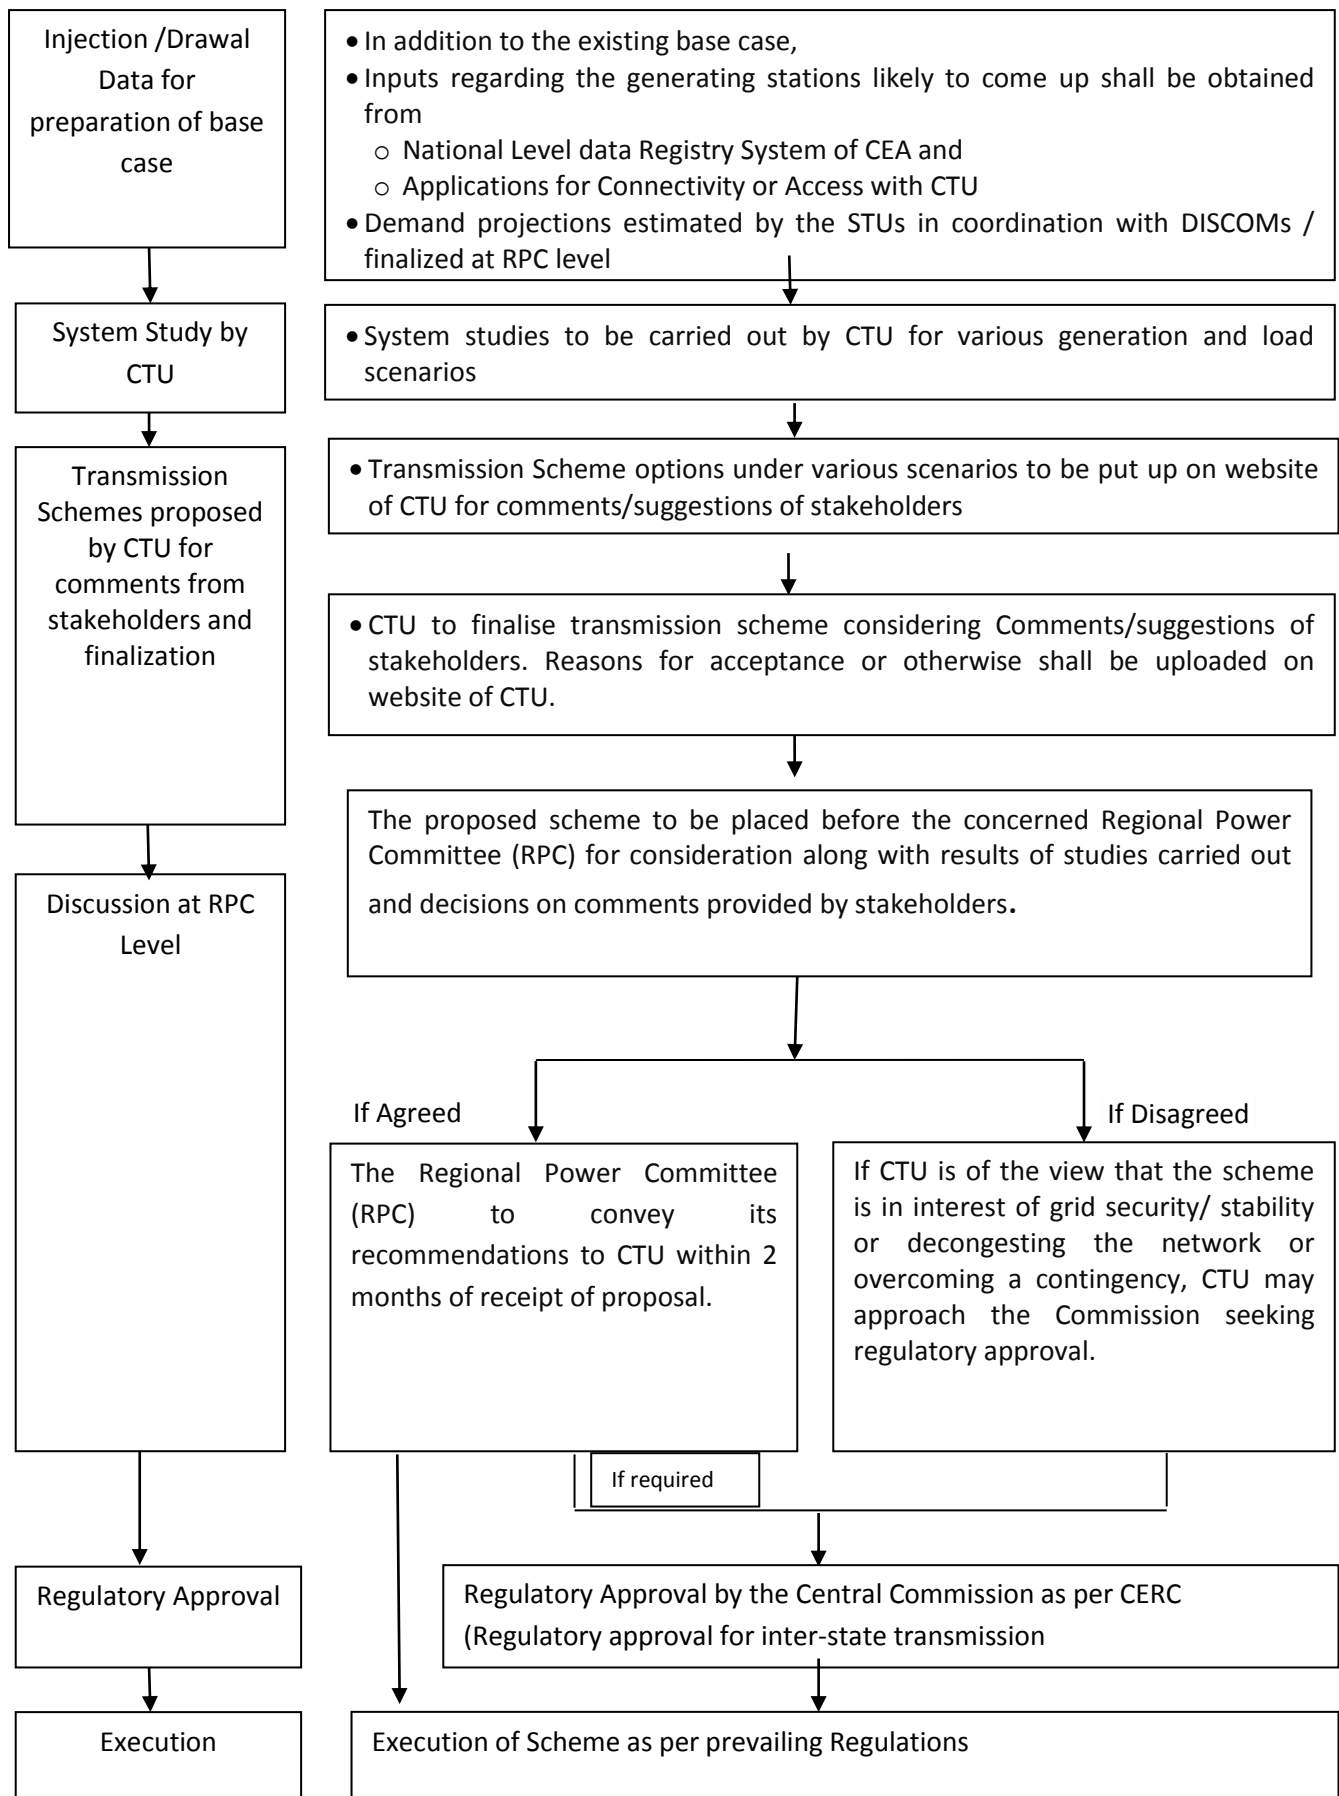 Injection /Drawal
Data for
preparation of base
case
• In addition to the existing base case,
• Inputs regarding the generating stations likely to come up shall be obtained
from
o National Level data Registry System of CEA and
o Applications for Connectivity or Access with CTU
• Demand projections estimated by the STUs in coordination with DISCOMs /
finalized at RPC level
System Study by
CTU
• System studies to be carried out by CTU for various generation and load
scenarios
Transmission
Schemes proposed
by CTU for
comments from
stakeholders and
finalization
• Transmission Scheme options under various scenarios to be put up on website
of CTU for comments/suggestions of stakeholders
• CTU to finalise transmission scheme considering Comments/suggestions of
stakeholders. Reasons for acceptance or otherwise shall be uploaded on
website of CTU.
The proposed scheme to be placed before the concerned Regional Power
Committee (RPC) for consideration along with results of studies carried out
and decisions on comments provided by stakeholders.
Discussion at RPC
Level
If Agreed
If Disagreed
The Regional Power Committee
(RPC) to convey its
recommendations to CTU within 2
months of receipt of proposal.
If CTU is of the view that the scheme
is in interest of grid security/ stability
or decongesting the network or
overcoming a contingency, CTU may
approach the Commission seeking
regulatory approval.
If required
Regulatory Approval
Regulatory Approval by the Central Commission as per CERC
(Regulatory approval for inter-state transmission
Execution
Execution of Scheme as per prevailing Regulations